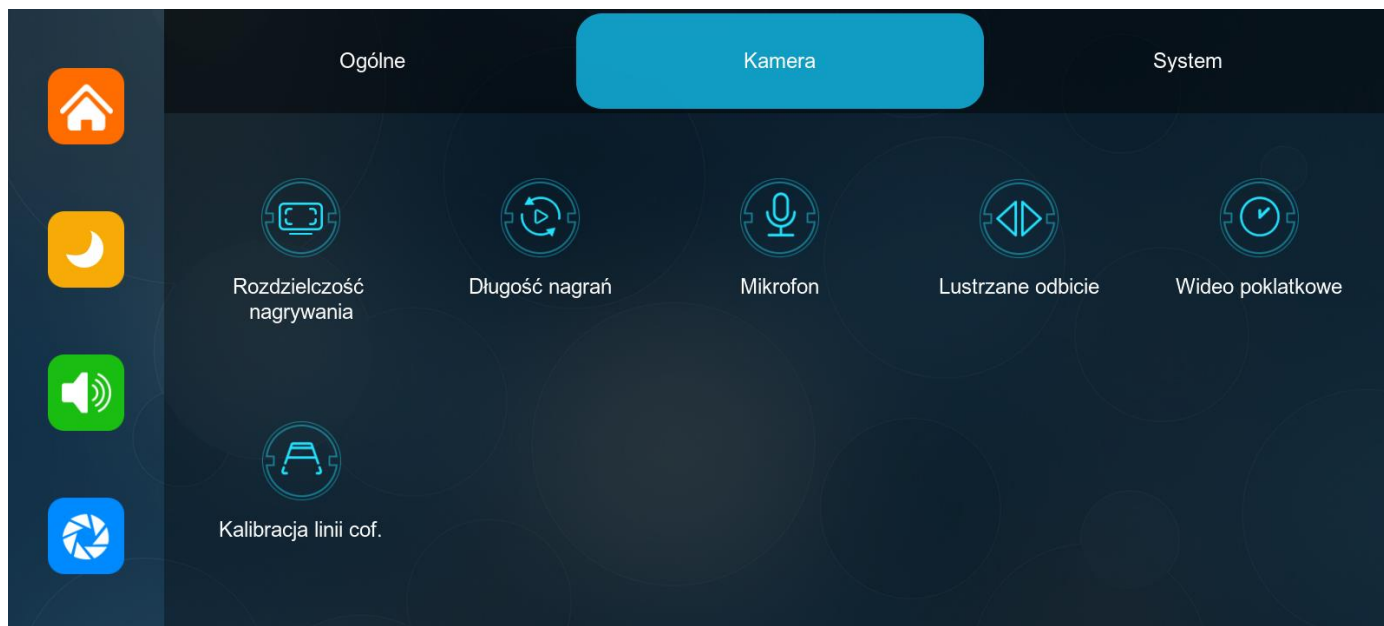 Ogólne
Kamera
System
Rozdzielczość
nagrywania
Długość nagrań
Mikrofon
Lustrzane odbicie
Wideo poklatkowe
Kalibracja linii cof.